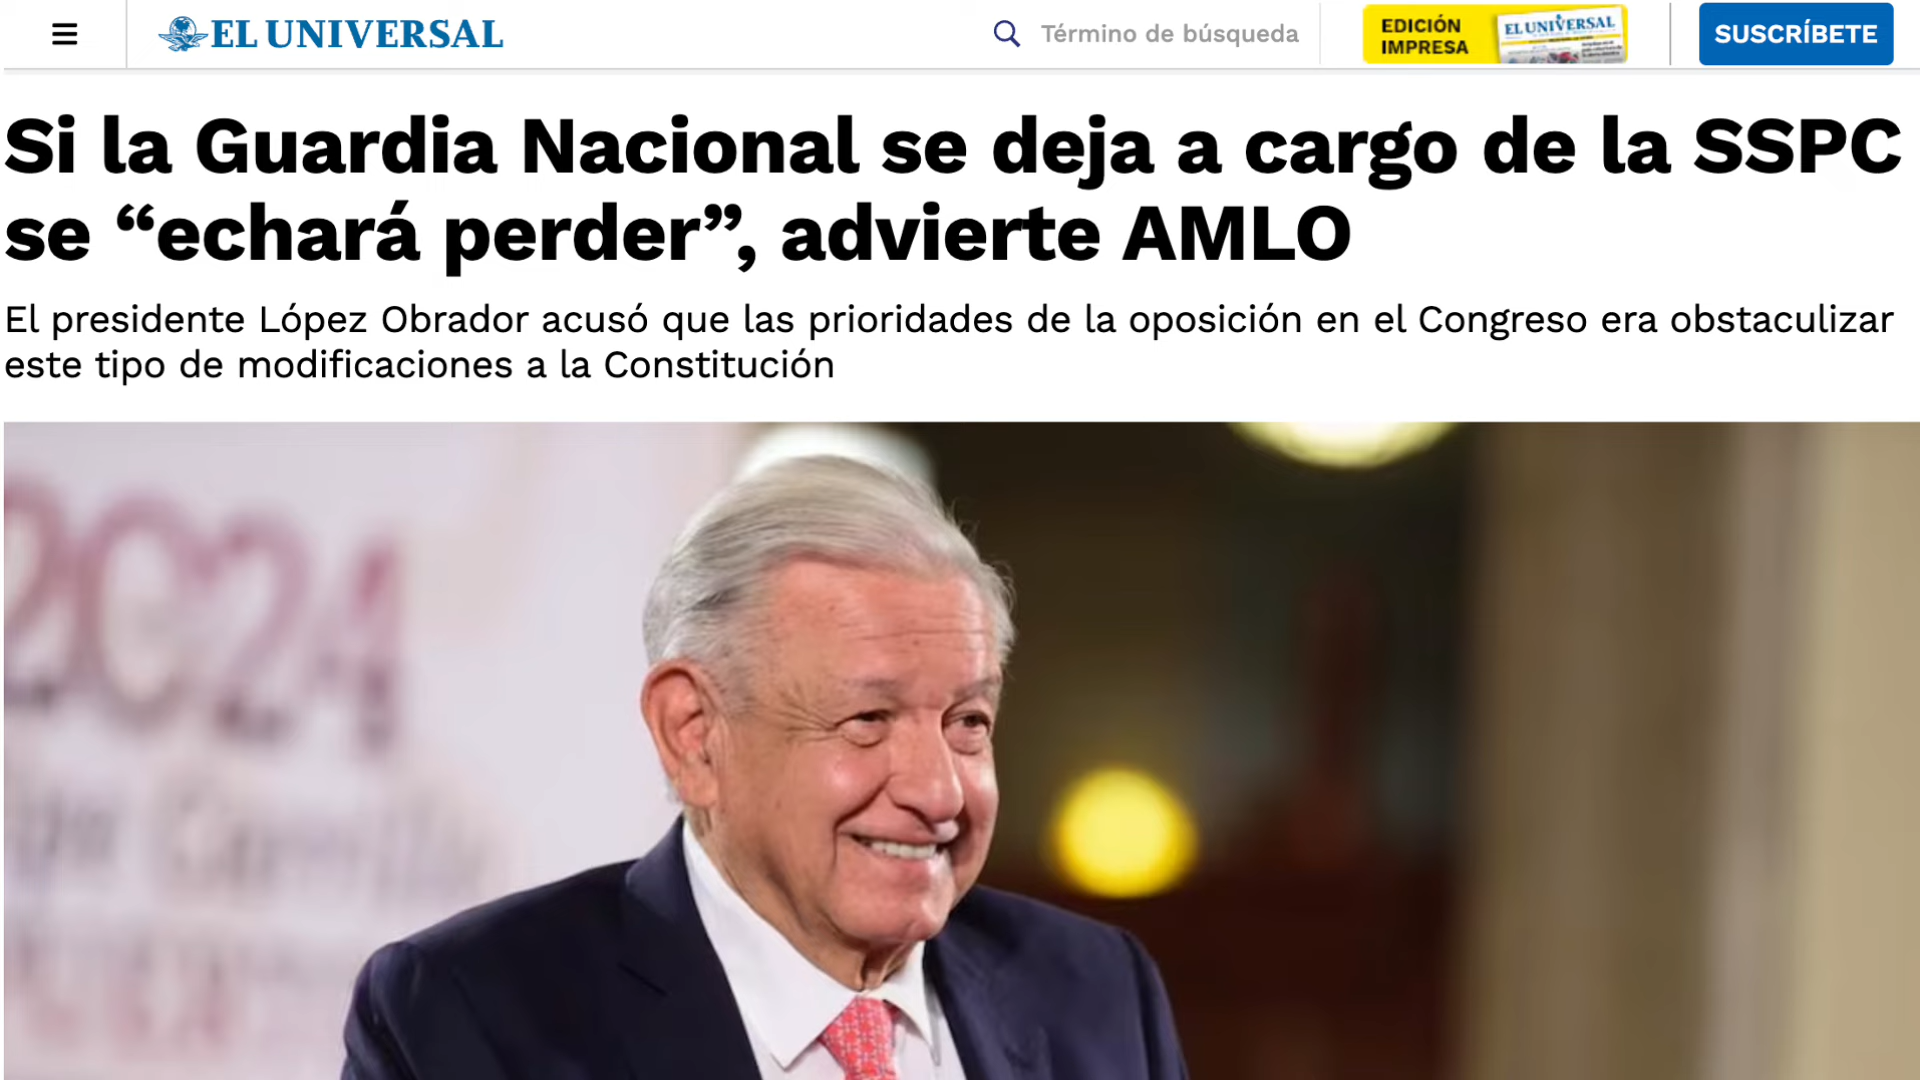 EL UNIVERSAL
Término de búsqueda
EDICIÓN
IMPRESA
EL UNIVERSAL
SUSCRÍBETE
Si la Guardia Nacional se deja a cargo de la SSPC
se “echará perder”, advierte AMLO
El presidente López Obrador acusó que las prioridades de la oposición en el Congreso era obstaculizar
este tipo de modificaciones a la Constitución
2024